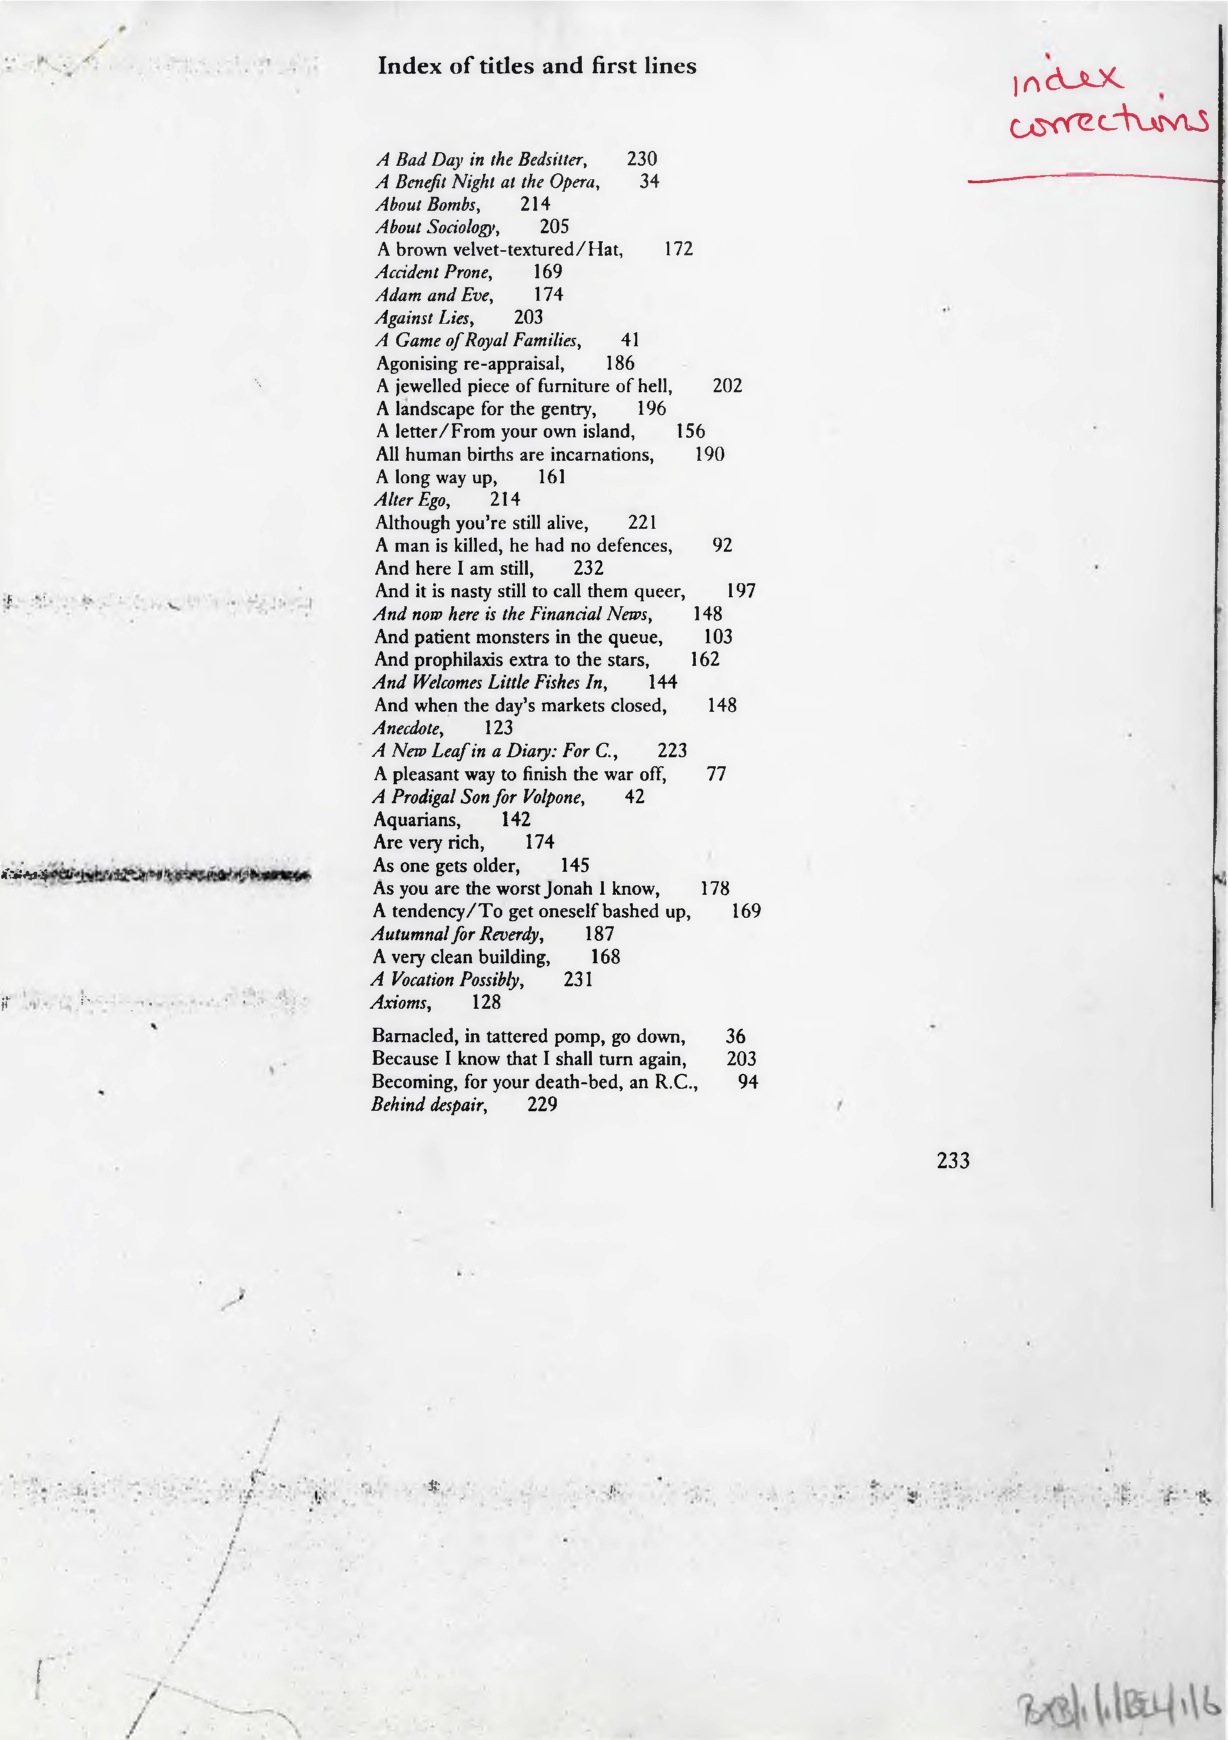 Index of titles and first lines
index
corrections
A Bad Day in the Bedsitter, 230
A Benefit Night at the Opera, 34
About Bombs, 214
About Sociology, 205
A brown velvet-textured/Hat, 172
Accident Prone, 169
Adam and Eve, 174
Against Lies, 203
A Game of Royal Families, 41
Agonising re-appraisal, 186
A jewelled piece of furniture of hell, 202
A landscape for the gentry, 196
A letter/From your own island, 156
All human births are incarnations, 190
A long way up, 161
Alter Ego, 214
Although you're still alive, 221
A man is killed, he had no defences, 92
And here I am still, 232
And it is nasty still to call them queer, 197
And now here is the Financial News, 148
And patient monsters in the queue, 103
And prophilaxis extra to the stars, 162
And Welcomes Little Fishes In, 144
And when the day's markets closed, 148
Anecdote, 123
A New Leaf in a Diary: For C., 223
A pleasant way to finish the war off, 77
A Prodigal Son for Volpone, 42
Aquarians, 142
Are very rich, 174
As one gets older, 145
As you are the worst Jonah I know, 178
A tendency/To get oneself bashed up, 169
Autumnal for Reverdy, 187
A very clean building, 168
A Vocation Possibly, 231
Axioms, 128
Barnacled, in tattered pomp, go down, 36
Because I know that I shall turn again, 203
Becoming, for your death-bed, an R.C., 94
Behind despair, 229
233